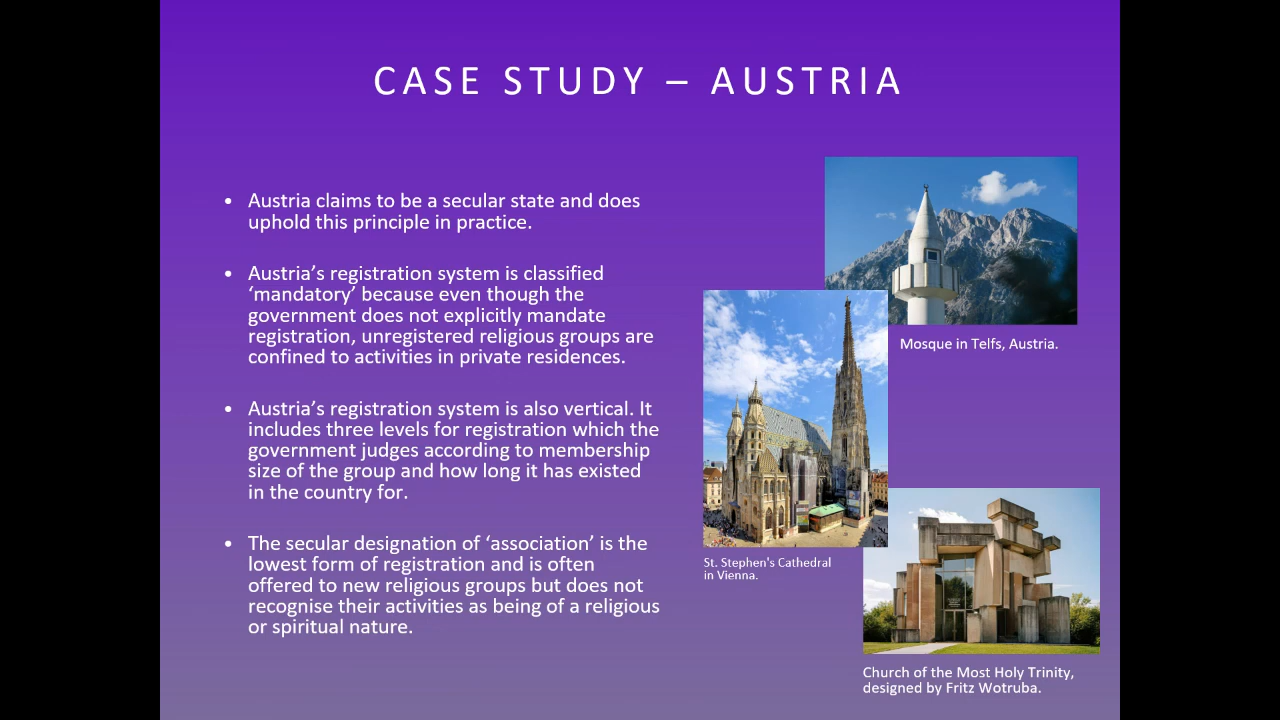 CASE STUDY – AUSTRIA
• Austria claims to be a secular state and does
uphold this principle in practice.
• Austria’s registration system is classified
‘mandatory’ because even though the
government does not explicitly mandate
registration, unregistered religious groups are
confined to activities in private residences.
• Austria’s registration system is also vertical. It
includes three levels for registration which the
government judges according to membership
size of the group and how long it has existed
in the country for.
• The secular designation of ‘association’ is the
lowest form of registration and is often
offered to new religious groups but does not
recognise their activities as being of a religious
or spiritual nature.
Mosque in Telfs, Austria.
St. Stephen's Cathedral
in Vienna.
Church of the Most Holy Trinity,
designed by Fritz Wotruba.